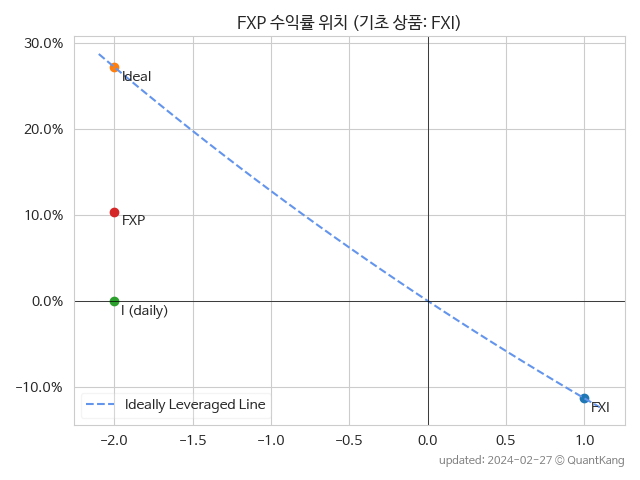 FXP 수익률 위치 (기초 상품: FXI)
30.0%
20.0%
10.0%
0.0%
-10.0%
Ideal
FXP
I (daily)
FXI
Ideally Leveraged Line
-2.0 -1.5 -1.0 -0.5 0.0 0.5 1.0
updated: 2024-02-27 © QuantKang